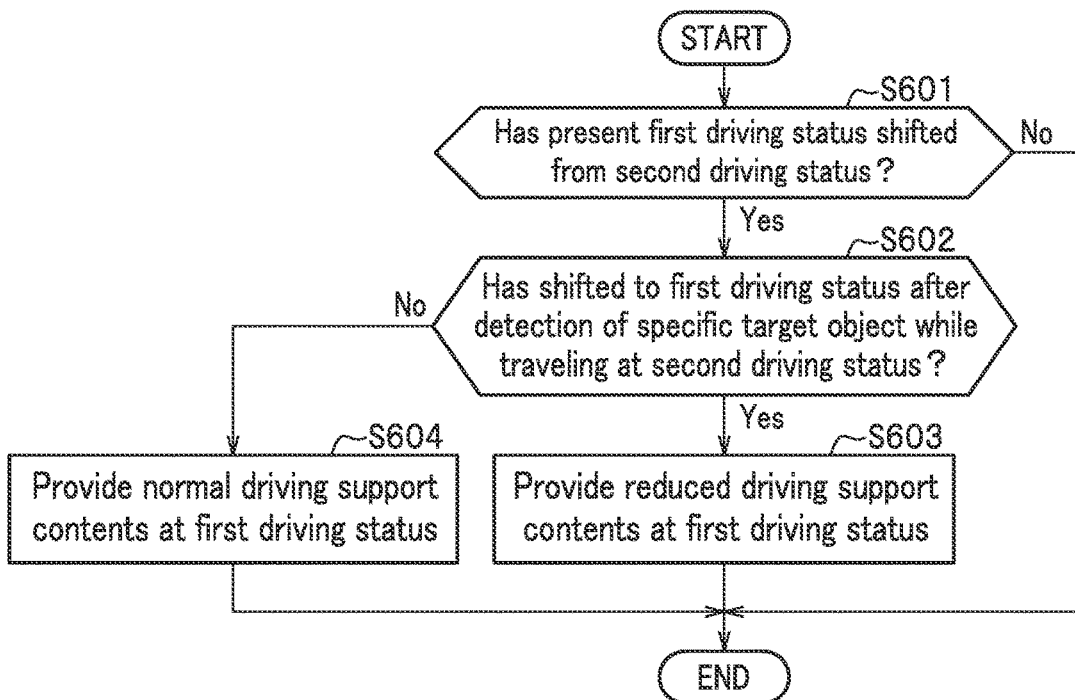 START
S601
Has present first driving status shifted
from second driving status?
No
Yes
S602
Has shifted to first driving status after
detection of specific target object while
traveling at second driving status?
No
Yes
S604
Provide normal driving support
contents at first driving status
S603
Provide reduced driving support
contents at first driving status
END